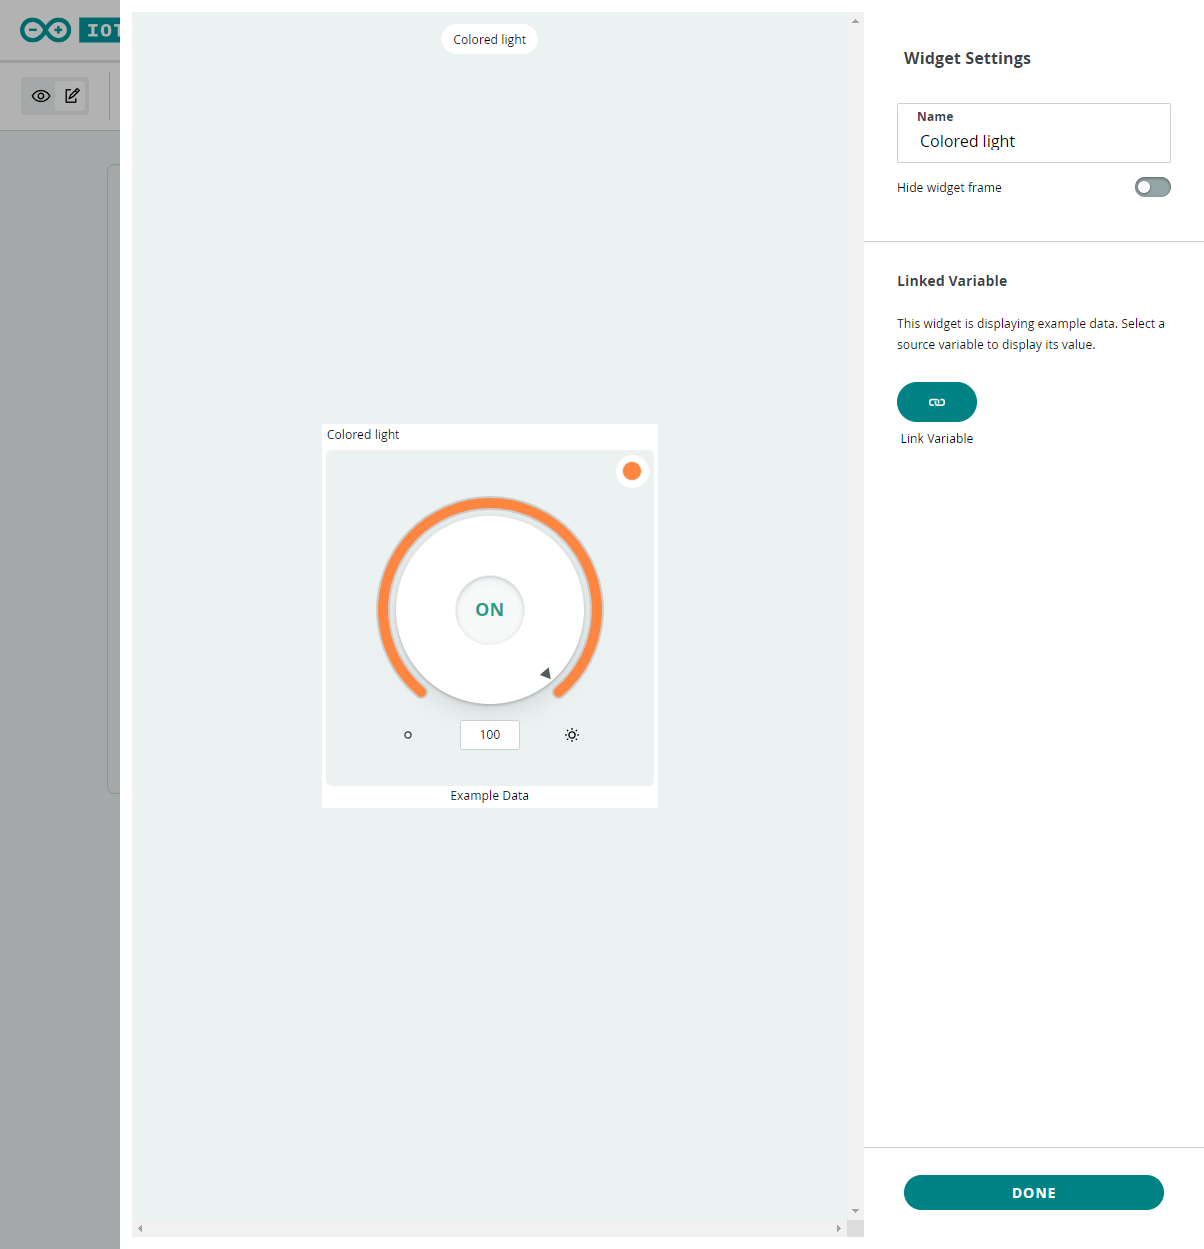 IOT
Colored light
Widget Settings
Name
Colored light
Hide widget frame
Linked Variable
This widget is displaying example data. Select a
source variable to display its value.
Link Variable
Colored light
ON
100
Example Data
DONE